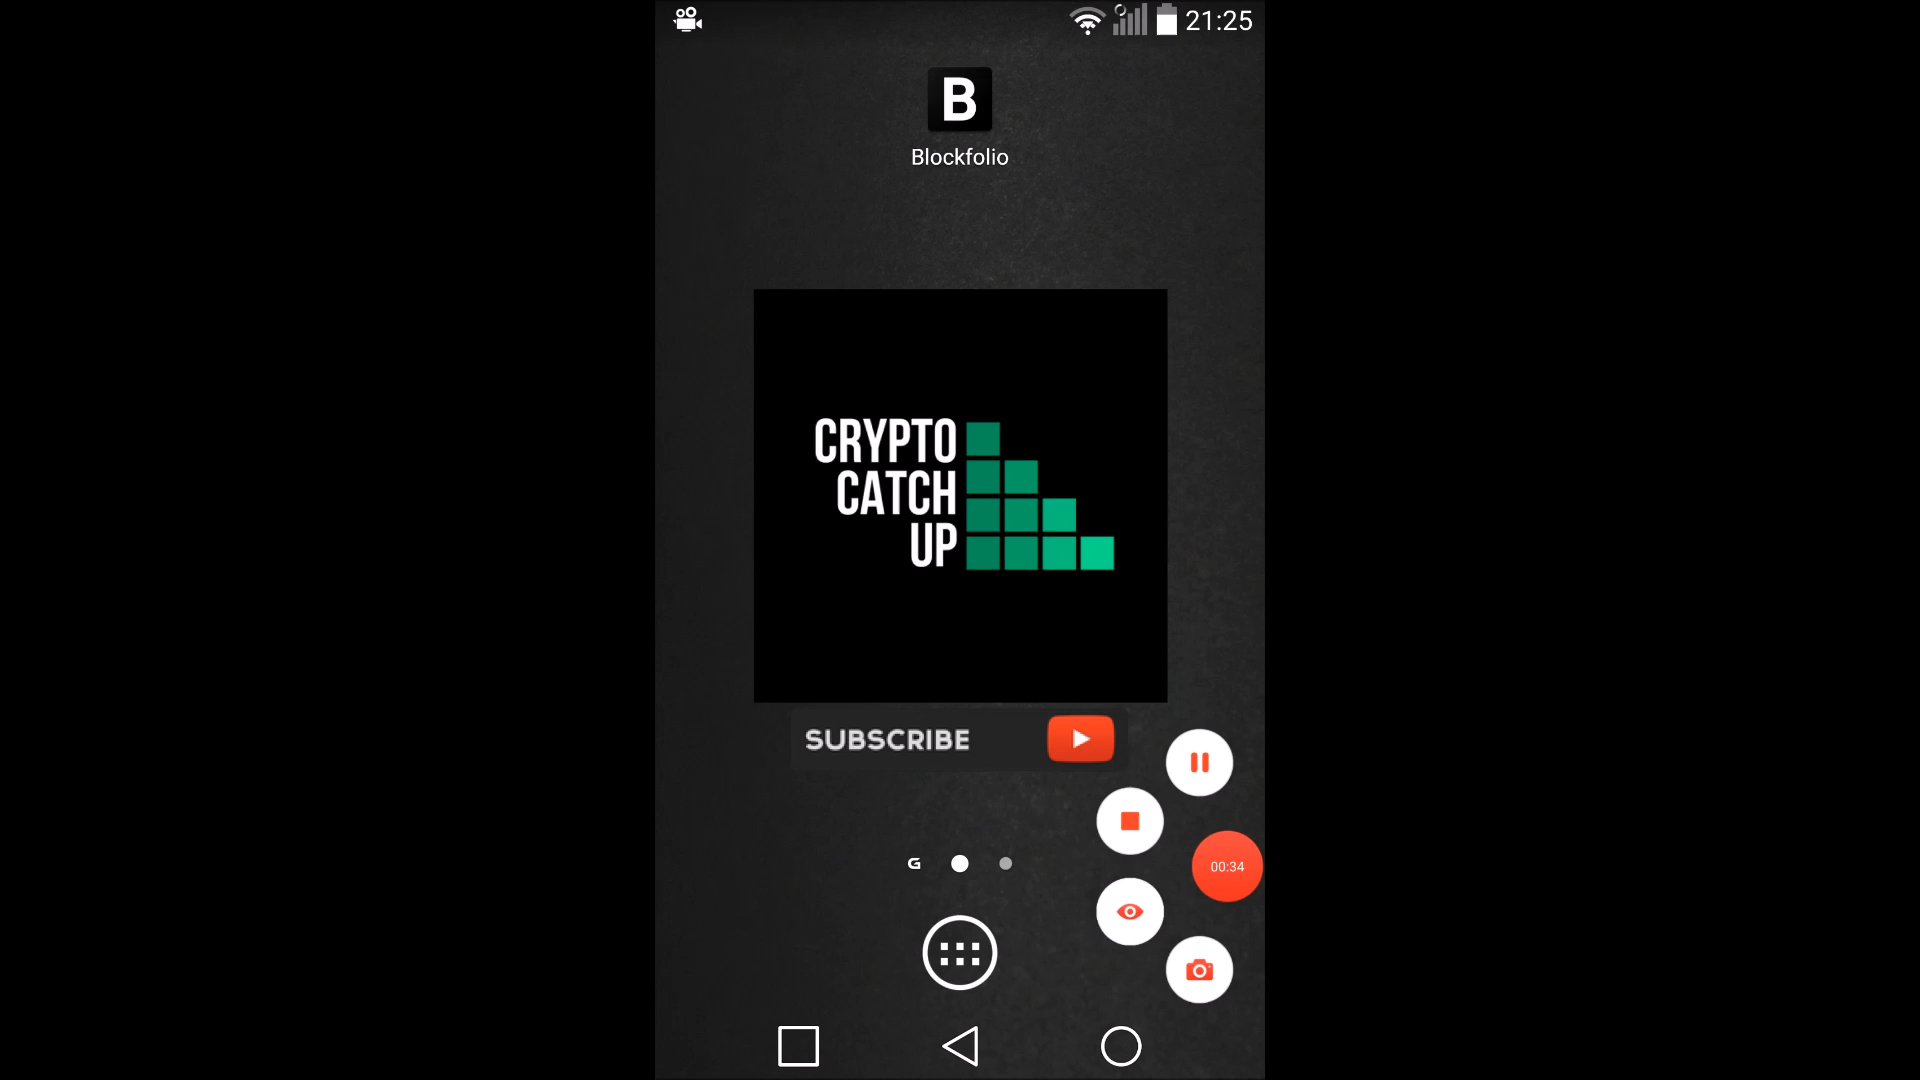 21:25
B
Blockfolio
CRYPTO
CATCH
UP
SUBSCRIBE
G
00:34